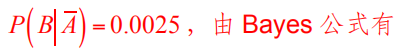 P(B|A̅) = 0.0025，由 Bayes 公式有